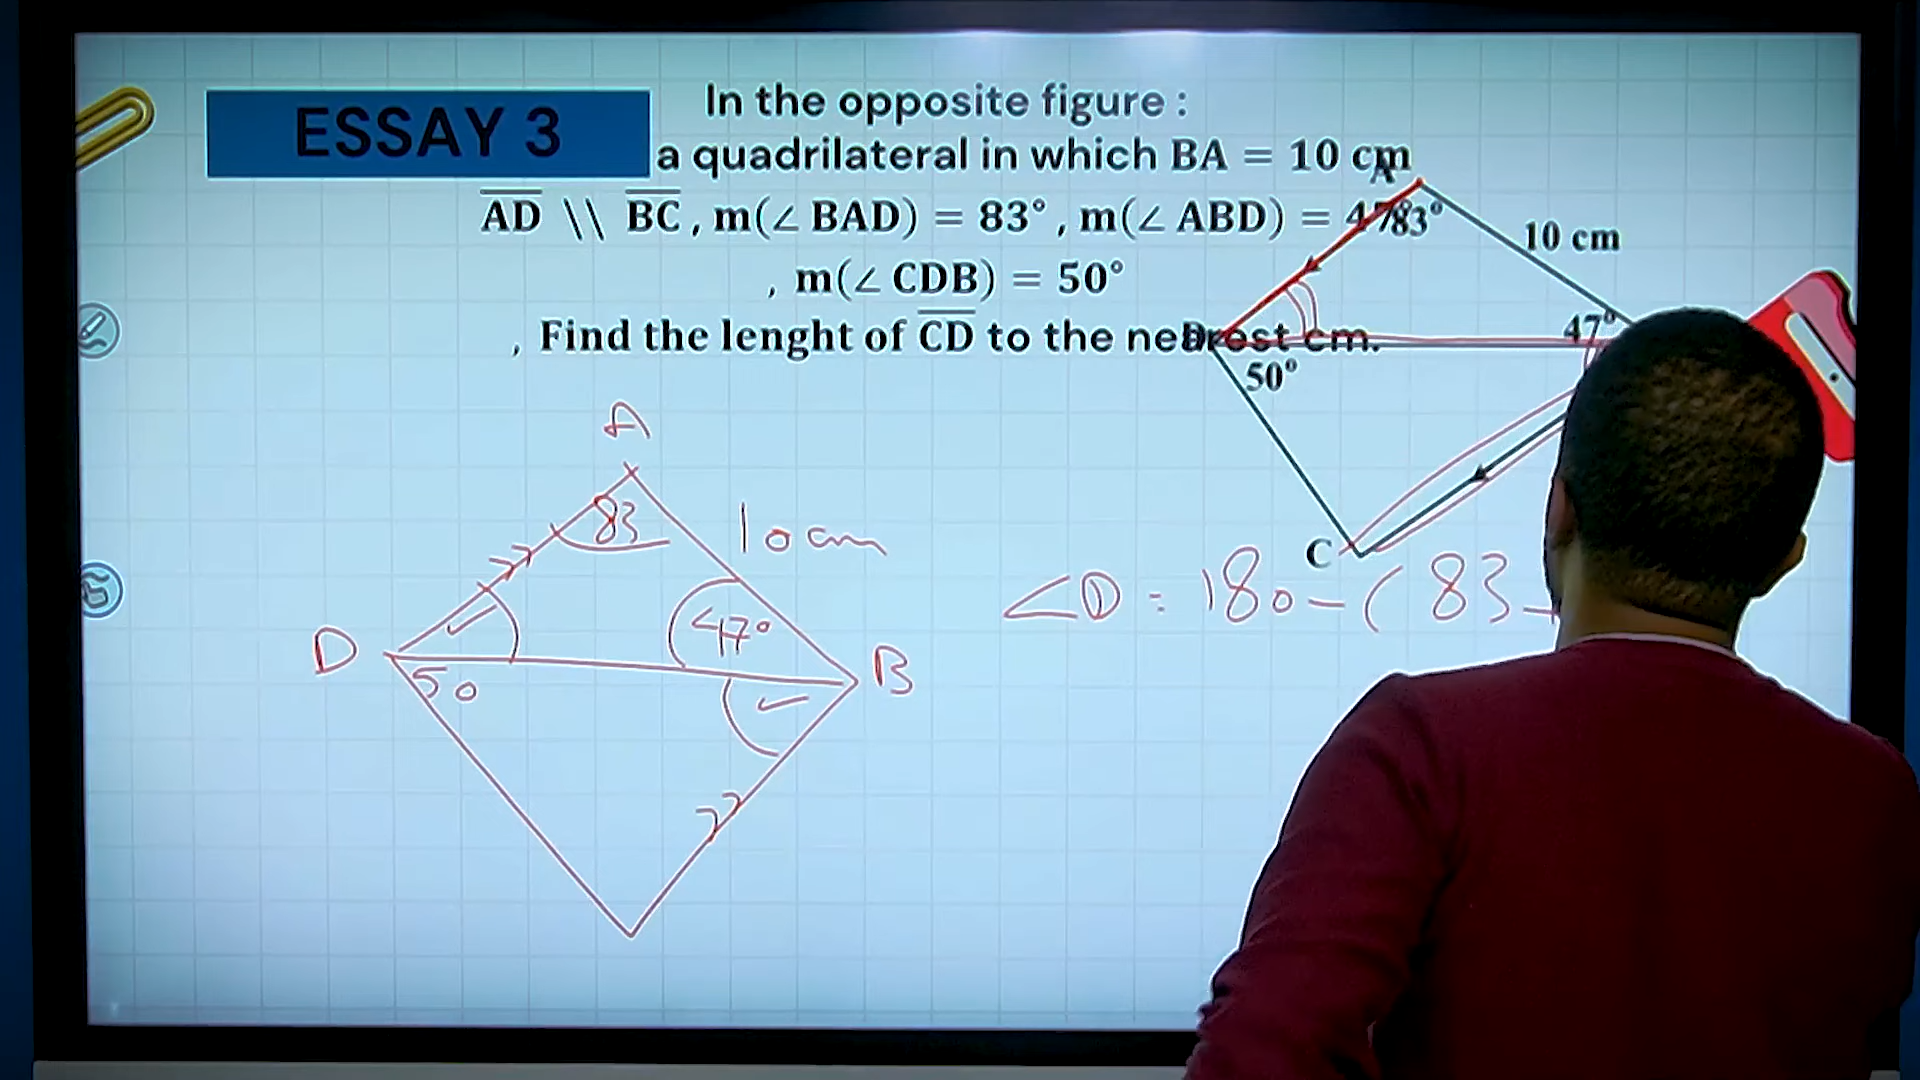 ESSAY 3
In the opposite figure :
a quadrilateral in which BA = 10 cm
AD \\ BC , m(∠ BAD) = 83° , m(∠ ABD) = 47
, m(∠ CDB) = 50°
, Find the lenght of CD to the nearest cm.
A
83°
10 cm
47°
D
50°
C
A
83
10 cm
47°
D
50
B
∠D = 180 - ( 83